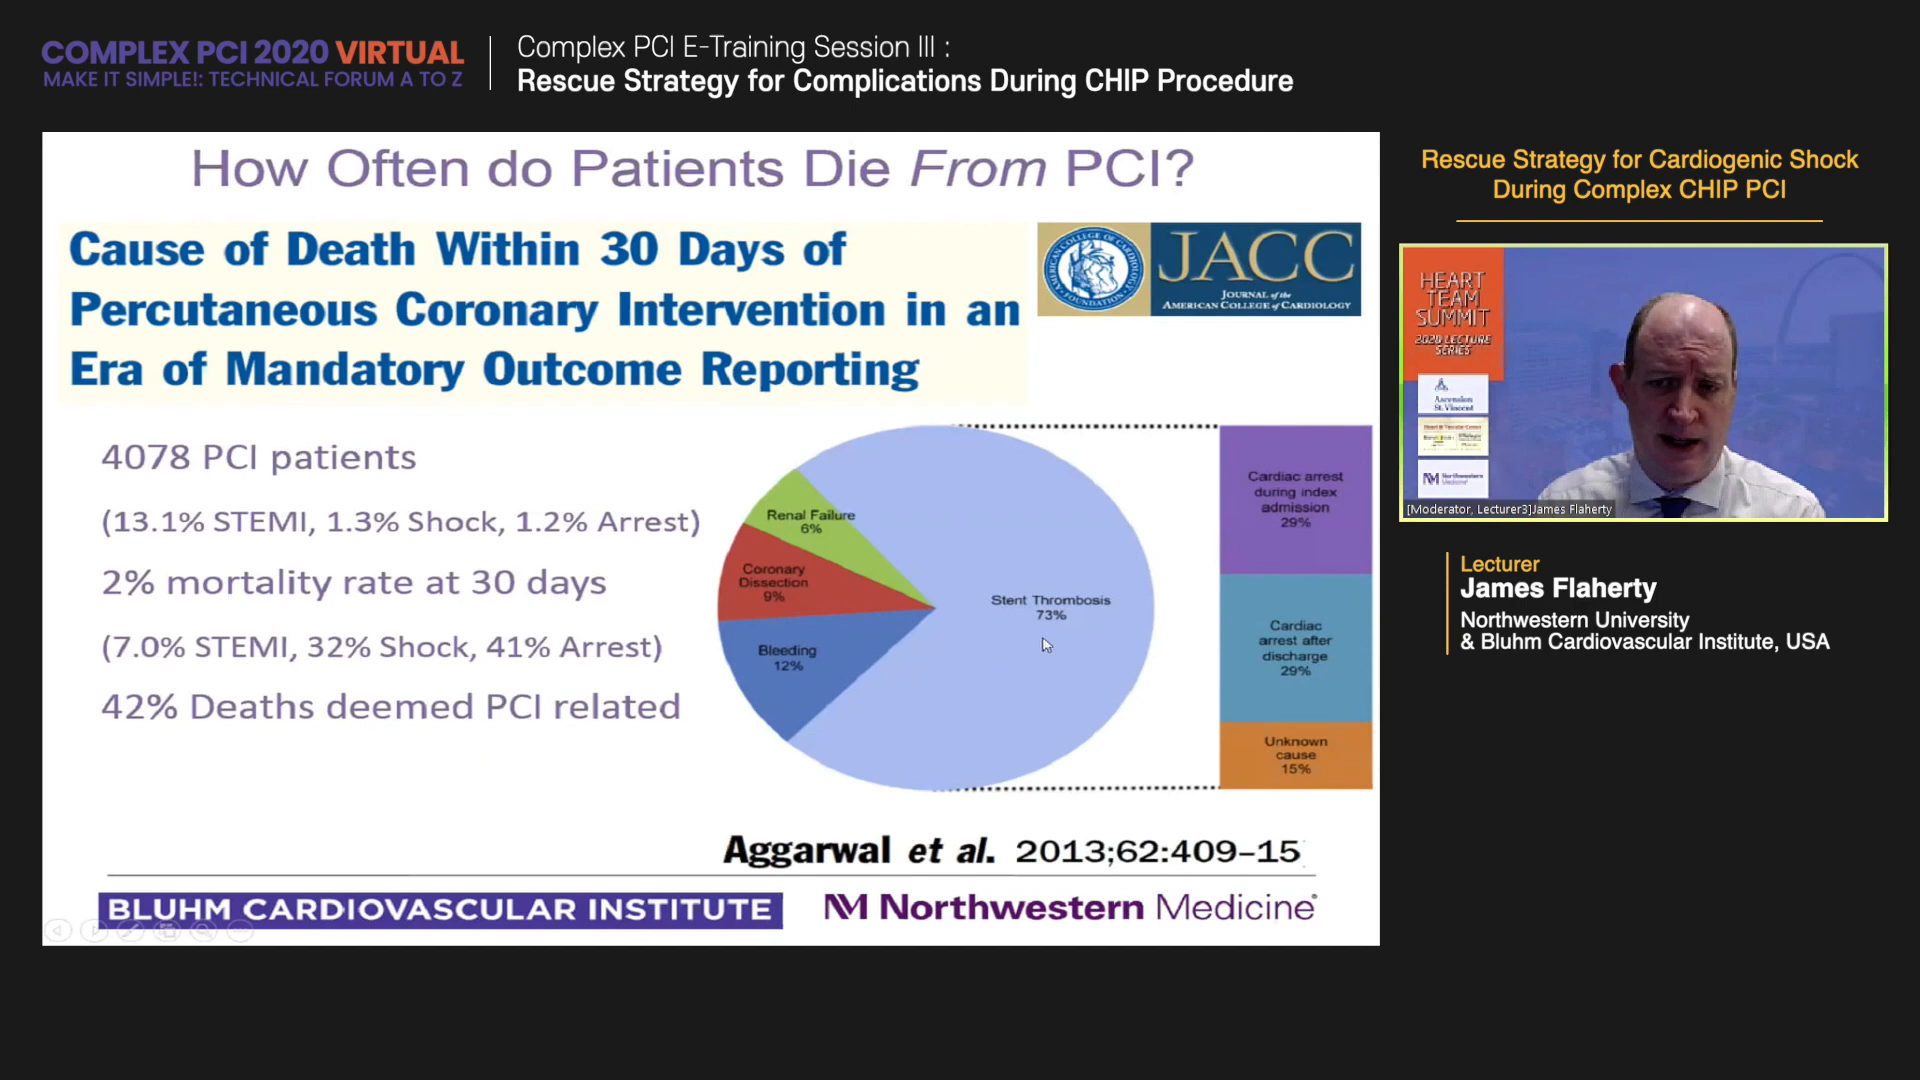 COMPLEX PCI 2020 VIRTUAL
MAKE IT SIMPLE!: TECHNICAL FORUM A TO Z
Complex PCI E-Training Session III :
Rescue Strategy for Complications During CHIP Procedure
How Often do Patients Die From PCI?
Cause of Death Within 30 Days of
Percutaneous Coronary Intervention in an
Era of Mandatory Outcome Reporting
JACC
JOURNAL of the
AMERICAN COLLEGE of CARDIOLOGY
AMERICAN COLLEGE OF CARDIOLOGY
FOUNDATION
4078 PCI patients
(13.1% STEMI, 1.3% Shock, 1.2% Arrest)
2% mortality rate at 30 days
(7.0% STEMI, 32% Shock, 41% Arrest)
42% Deaths deemed PCI related
Renal Failure
6%
Coronary
Dissection
9%
Bleeding
12%
Stent Thrombosis
73%
Cardiac arrest
during index
admission
29%
Cardiac
arrest after
discharge
29%
Unknown
cause
15%
Aggarwal et al. 2013;62:409–15
BLUHM CARDIOVASCULAR INSTITUTE
Northwestern Medicine
Rescue Strategy for Cardiogenic Shock
During Complex CHIP PCI
HEART
TEAM
SUMMIT
2020 LECTURE
SERIES
Ascension
St. Vincent
Northwestern
Medicine
[Moderator, Lecturer3]James Flaherty
Lecturer
James Flaherty
Northwestern University
& Bluhm Cardiovascular Institute, USA